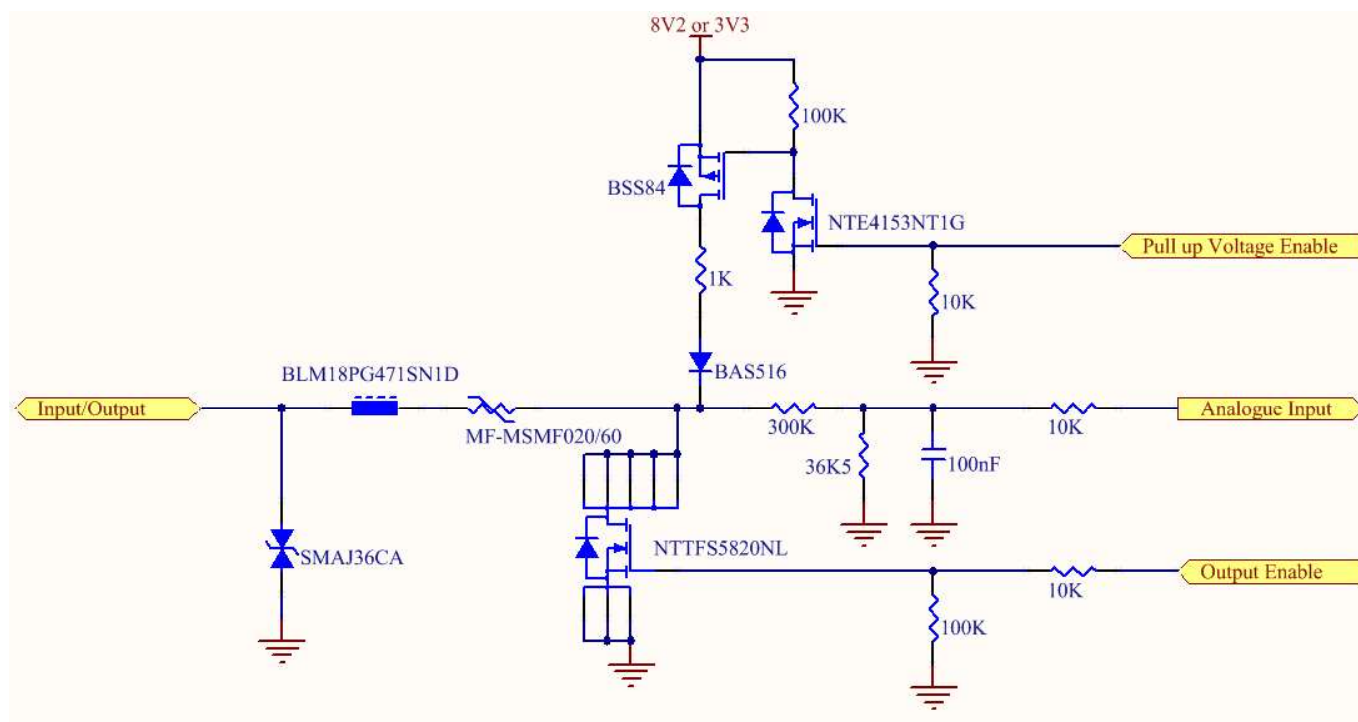 8V2 or 3V3
100K
BSS84
NTE4153NT1G
Pull up Voltage Enable
1K
10K
BAS516
BLM18PG471SN1D
Input/Output
MF-MSMF020/60
300K
10K
Analogue Input
36K5
100nF
SMAJ36CA
NTTFS5820NL
10K
Output Enable
100K